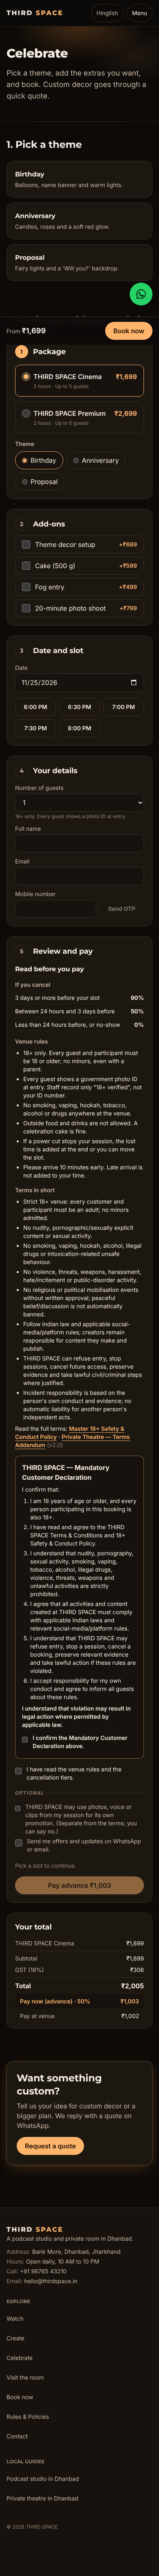 THIRD SPACE
Hinglish
Menu
Celebrate
Pick a theme, add the extras you want,
and book. Custom decor goes through a
quick quote.
1. Pick a theme
Birthday
Balloons, name banner and warm lights.
Anniversary
Candles, roses and a soft red glow.
Proposal
Fairy lights and a 'Will you?' backdrop.
From ₹1,699
Book now
1 Package
THIRD SPACE Cinema ₹1,699
2 hours · Up to 5 guests
THIRD SPACE Premium ₹2,699
2 hours · Up to 5 guests
Theme
Birthday
Anniversary
Proposal
2 Add-ons
Theme decor setup +₹699
Cake (500 g) +₹599
Fog entry +₹499
20-minute photo shoot +₹799
3 Date and slot
Date
11/25/2026
6:00 PM 6:30 PM 7:00 PM
7:30 PM 8:00 PM
4 Your details
Number of guests
1
18+ only. Every guest shows a photo ID at entry.
Full name
Email
Mobile number
Send OTP
5 Review and pay
Read before you pay
If you cancel
3 days or more before your slot 90%
Between 24 hours and 3 days before 50%
Less than 24 hours before, or no-show 0%
Venue rules
• 18+ only. Every guest and participant must
be 18 or older; no minors, even with a
parent.
• Every guest shows a government photo ID
at entry. Staff record only "18+ verified", not
your ID number.
• No smoking, vaping, hookah, tobacco,
alcohol or drugs anywhere at the venue.
• Outside food and drinks are not allowed. A
celebration cake is fine.
• If a power cut stops your session, the lost
time is added at the end or you can move
the slot.
• Please arrive 10 minutes early. Late arrival is
not added to your time.
Terms in short
• Strict 18+ venue: every customer and
participant must be an adult; no minors
admitted.
• No nudity, pornographic/sexually explicit
content or sexual activity.
• No smoking, vaping, hookah, alcohol, illegal
drugs or intoxication-related unsafe
behaviour.
• No violence, threats, weapons, harassment,
hate/incitement or public-disorder activity.
• No religious or political mobilisation events
without written approval; peaceful
belief/discussion is not automatically
banned.
• Follow Indian law and applicable social-
media/platform rules; creators remain
responsible for consent and content they
publish.
• THIRD SPACE can refuse entry, stop
sessions, cancel future access, preserve
evidence and take lawful civil/criminal steps
where justified.
• Incident responsibility is based on the
person's own conduct and evidence; no
automatic liability for another person's
independent acts.
Read the full terms: Master 18+ Safety &
Conduct Policy · Private Theatre — Terms
Addendum (v2.0)
THIRD SPACE — Mandatory
Customer Declaration
I confirm that:
1. I am 18 years of age or older, and every
person participating in this booking is
also 18+.
2. I have read and agree to the THIRD
SPACE Terms & Conditions and 18+
Safety & Conduct Policy.
3. I understand that nudity, pornography,
sexual activity, smoking, vaping,
tobacco, alcohol, illegal drugs,
violence, threats, weapons and
unlawful activities are strictly
prohibited.
4. I agree that all activities and content
created at THIRD SPACE must comply
with applicable Indian laws and
relevant social-media/platform rules.
5. I understand that THIRD SPACE may
refuse entry, stop a session, cancel a
booking, preserve relevant evidence
and take lawful action if these rules are
violated.
6. I accept responsibility for my own
conduct and agree to inform all guests
about these rules.
I understand that violation may result in
legal action where permitted by
applicable law.
I confirm the Mandatory Customer
Declaration above.
I have read the venue rules and the
cancellation tiers.
OPTIONAL
THIRD SPACE may use photos, voice or
clips from my session for its own
promotion. (Separate from the terms; you
can say no.)
Send me offers and updates on WhatsApp
or email.
Pick a slot to continue.
Pay advance ₹1,003
Your total
THIRD SPACE Cinema ₹1,699
Subtotal ₹1,699
GST (18%) ₹306
Total ₹2,005
Pay now (advance) · 50% ₹1,003
Pay at venue ₹1,002
Want something
custom?
Tell us your idea for custom decor or a
bigger plan. We reply with a quote on
WhatsApp.
Request a quote
THIRD SPACE
A podcast studio and private room in Dhanbad.
Address: Bank More, Dhanbad, Jharkhand
Hours: Open daily, 10 AM to 10 PM
Call: +91 98765 43210
Email: hello@thirdspace.in
EXPLORE
Watch
Create
Celebrate
Visit the room
Book now
Rules & Policies
Contact
LOCAL GUIDES
Podcast studio in Dhanbad
Private theatre in Dhanbad
© 2026 THIRD SPACE